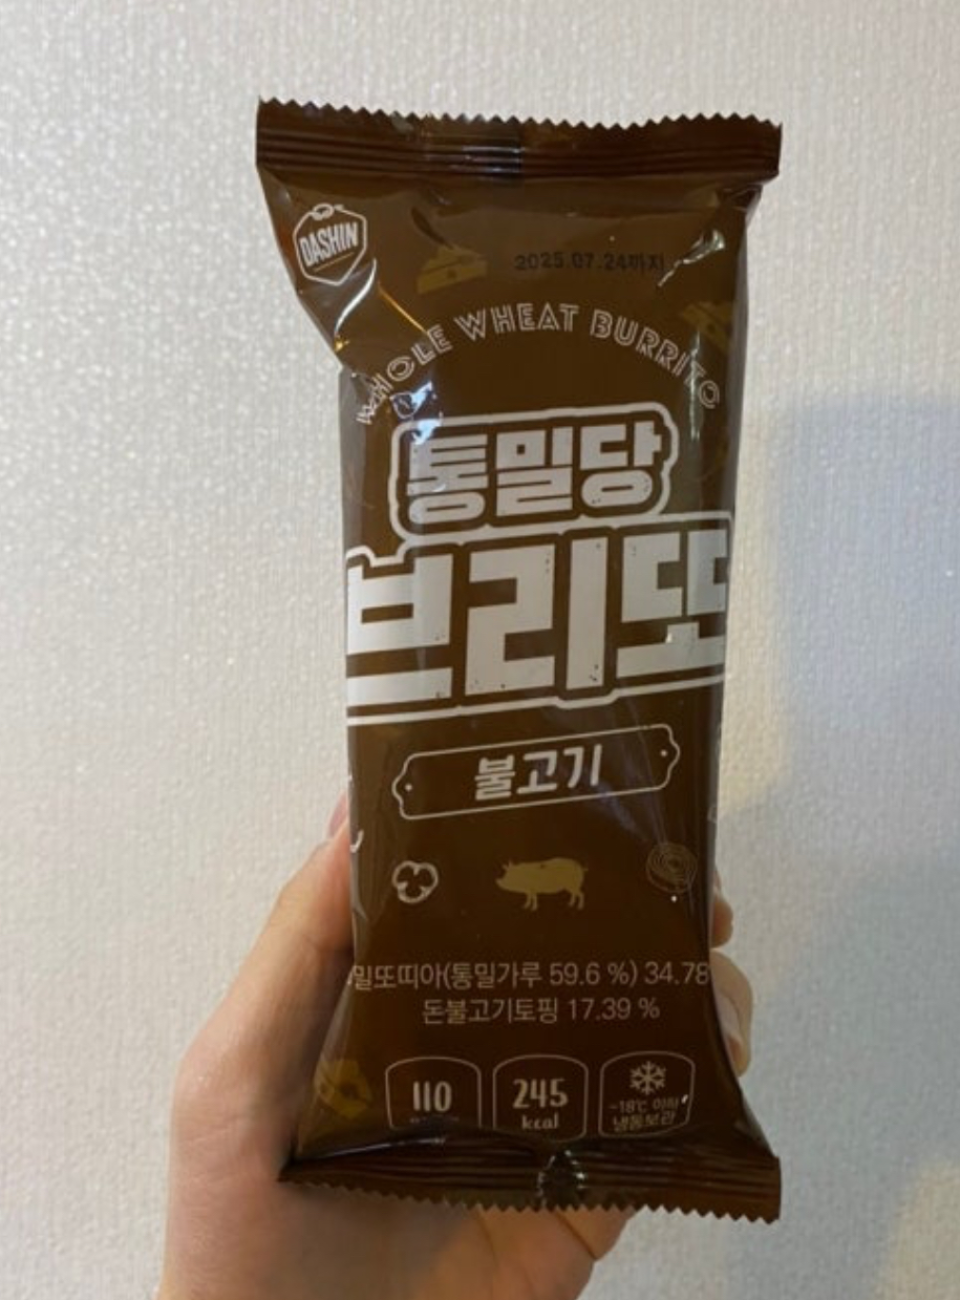 DASHIN
2025.07.24까지
WHOLE WHEAT BURRITO
통밀당
브리또
불고기
밀또띠아(통밀가루 59.6 %) 34.78
돈불고기토핑 17.39 %
110
245
kcal
-18℃ 이하
냉동보관